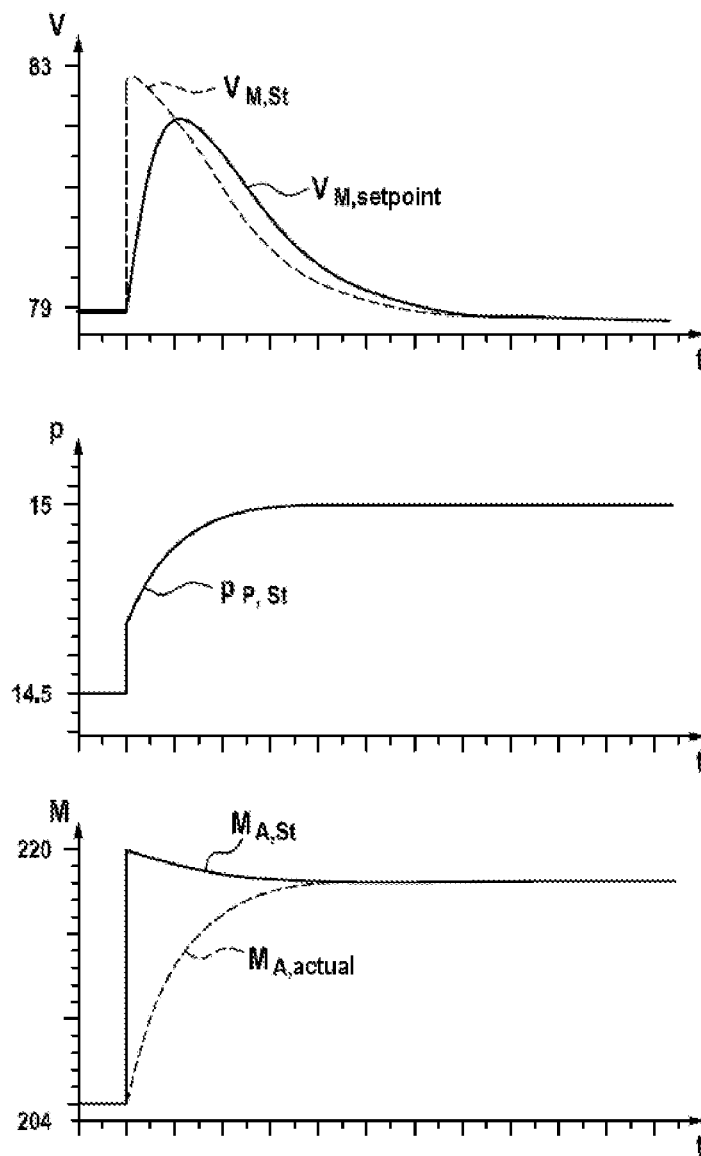 V
83
V M,St
V M,setpoint
79
t
p
15
p P, St
14.5
t
M
220
M A,St
M A,actual
204
t